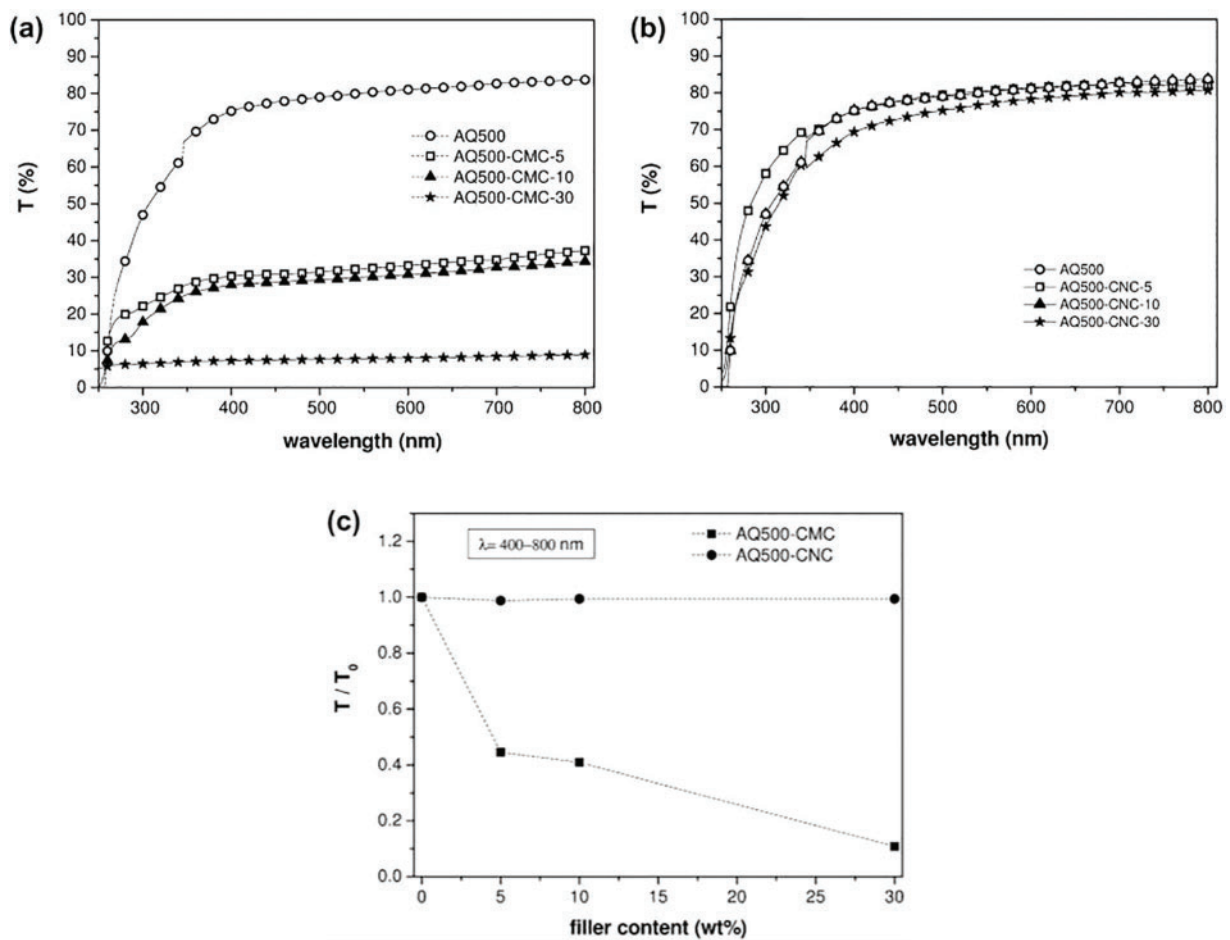 (a)
100
90
80
70
60
50
40
30
20
10
0
T (%)
AQ500
AQ500-CMC-5
AQ500-CMC-10
AQ500-CMC-30
300 400 500 600 700 800
wavelength (nm)
(b)
100
90
80
70
60
50
40
30
20
10
0
T (%)
AQ500
AQ500-CNC-5
AQ500-CNC-10
AQ500-CNC-30
300 400 500 600 700 800
wavelength (nm)
(c)
1.2
1.0
0.8
0.6
0.4
0.2
0.0
T / T0
λ= 400–800 nm
AQ500-CMC
AQ500-CNC
0 5 10 15 20 25 30
filler content (wt%)